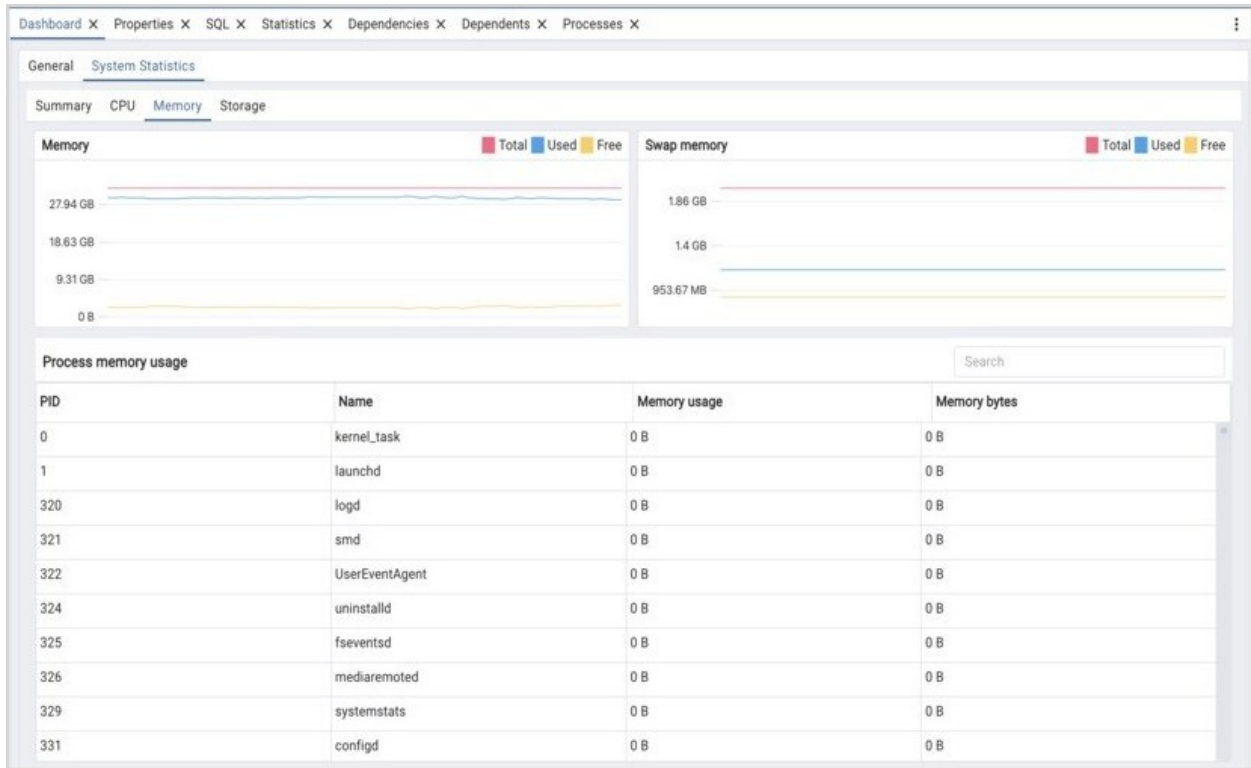 Dashboard X Properties X SQL X Statistics X Dependencies X Dependents X Processes X
General System Statistics
Summary CPU Memory Storage
Memory Total Used Free
27.94 GB
18.63 GB
9.31 GB
0 B
Swap memory Total Used Free
1.86 GB
1.4 GB
953.67 MB
Process memory usage Search
PID Name Memory usage Memory bytes
0 kernel_task 0 B 0 B
1 launchd 0 B 0 B
320 logd 0 B 0 B
321 smd 0 B 0 B
322 UserEventAgent 0 B 0 B
324 uninstalld 0 B 0 B
325 fseventsd 0 B 0 B
326 mediaremoted 0 B 0 B
329 systemstats 0 B 0 B
331 configd 0 B 0 B